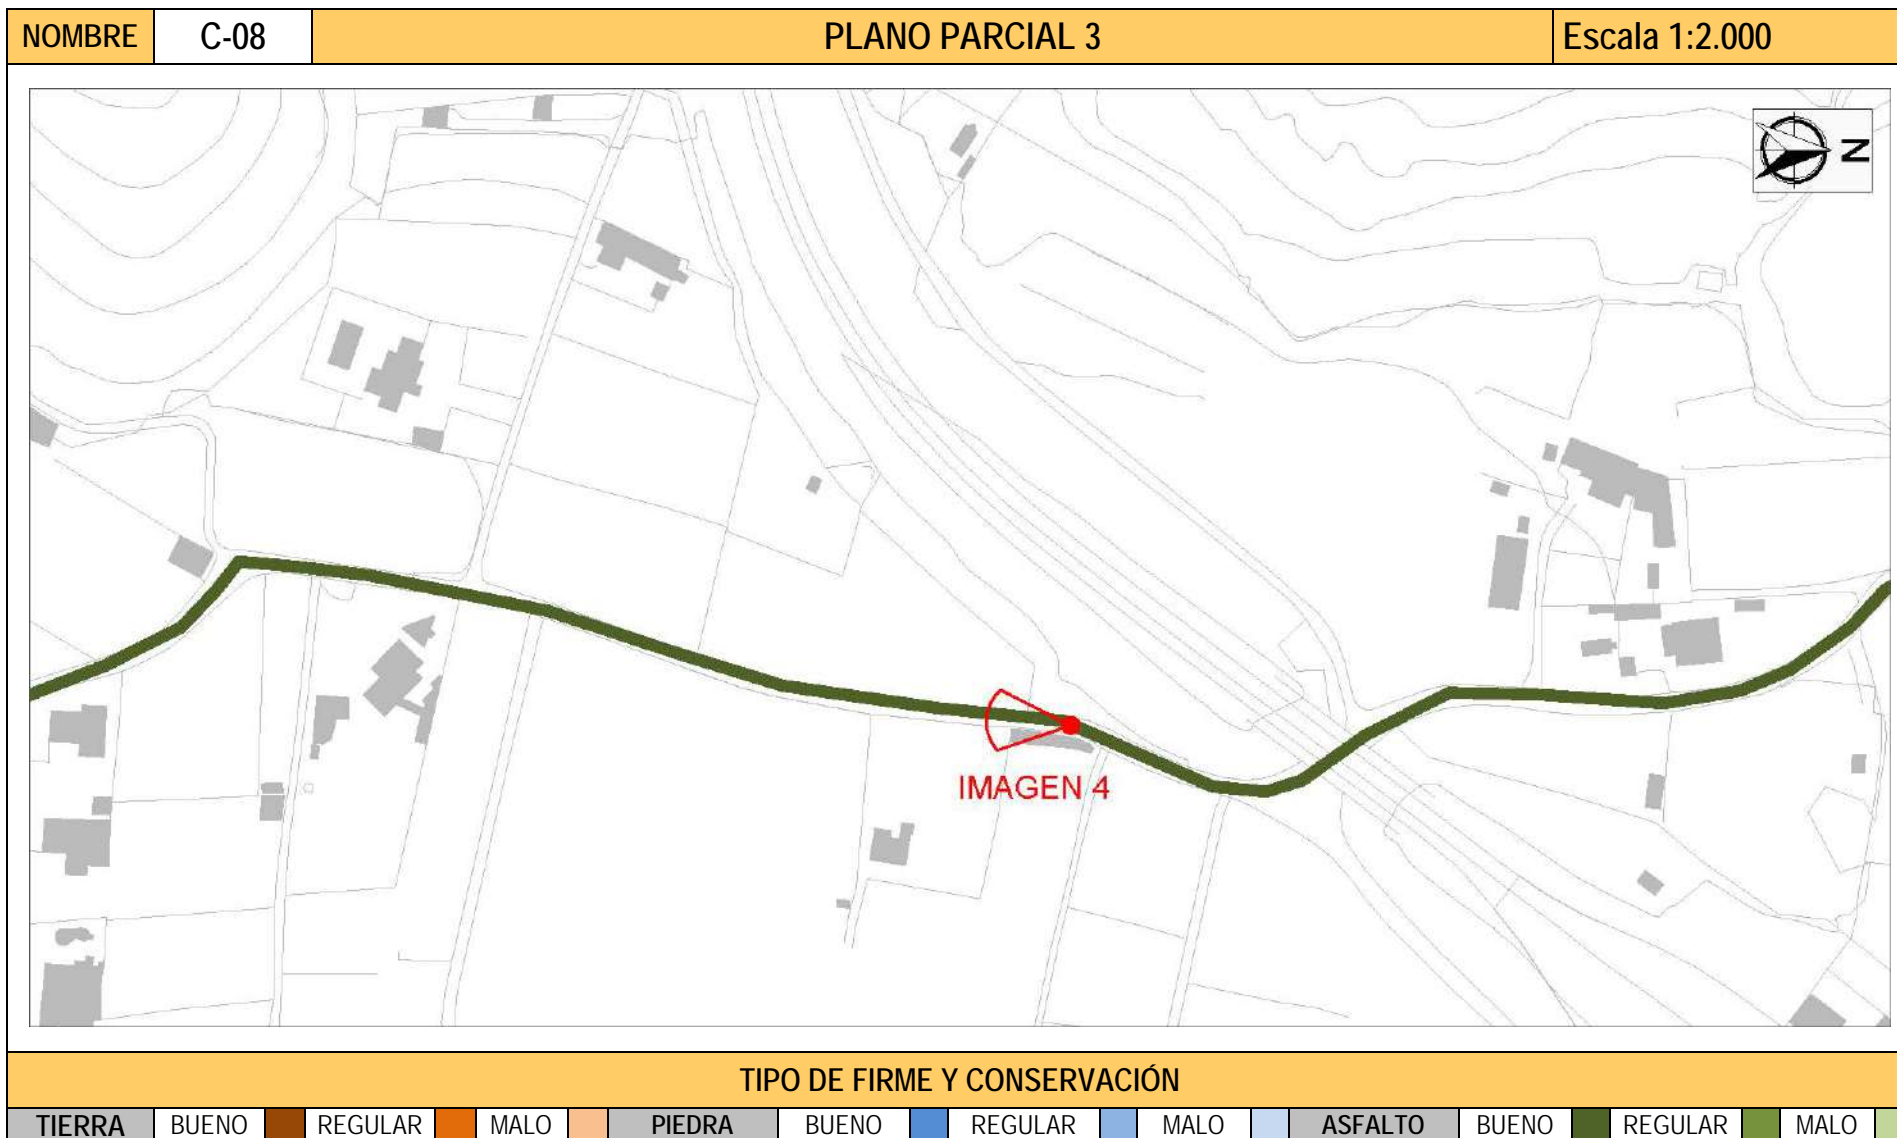 NOMBRE C-08 PLANO PARCIAL 3 Escala 1:2.000
N
IMAGEN 4
TIPO DE FIRME Y CONSERVACIÓN
TIERRA BUENO REGULAR MALO PIEDRA BUENO REGULAR MALO ASFALTO BUENO REGULAR MALO